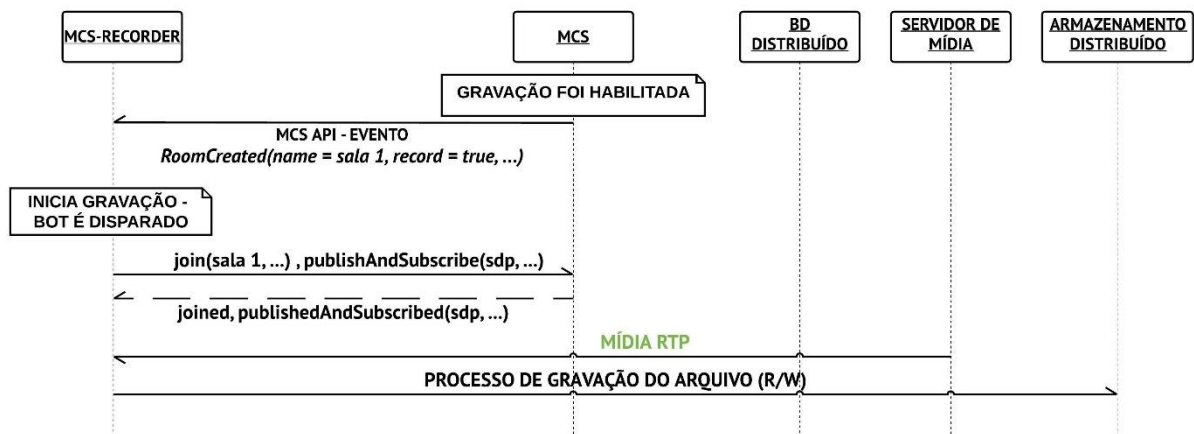 MCS-RECORDER
MCS
BD
DISTRIBUÍDO
SERVIDOR DE
MÍDIA
ARMAZENAMENTO
DISTRIBUÍDO
GRAVAÇÃO FOI HABILITADA
MCS API - EVENTO
RoomCreated(name = sala 1, record = true, ...)
INICIA GRAVAÇÃO -
BOT É DISPARADO
join(sala 1, ...) , publishAndSubscribe(sdp, ...)
joined, publishedAndSubscribed(sdp, ...)
MÍDIA RTP
PROCESSO DE GRAVAÇÃO DO ARQUIVO (R/W)